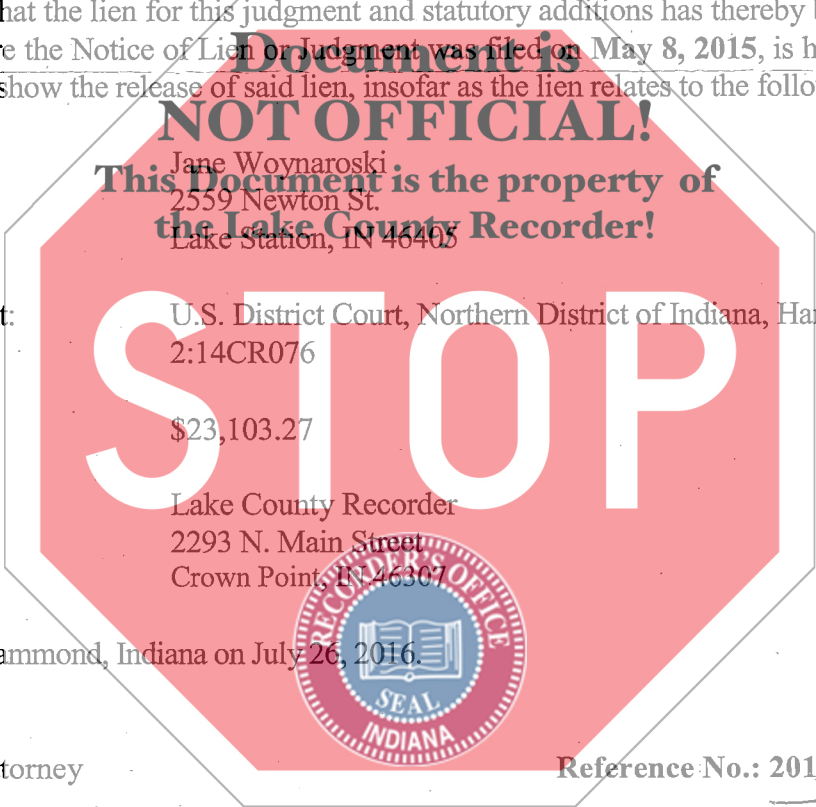 hat the lien for this judgment and statutory additions has thereby
e the Notice of Lien or Judgment was filed on May 8, 2015, is h
show the release of said lien, insofar as the lien relates to the follo
Document is
NOT OFFICIAL!
This Document is the property of
the Lake County Recorder!
Jane Woynaroski
2559 Newton St.
Lake Station, IN 46405
t: U.S. District Court, Northern District of Indiana, Ha
2:14CR076
STOP
$23,103.27
Lake County Recorder
2293 N. Main Street
Crown Point, IN 46307
RECORDER'S OFFICE
SEAL
INDIANA
ammond, Indiana on July 26, 2016.
torney Reference No.: 201